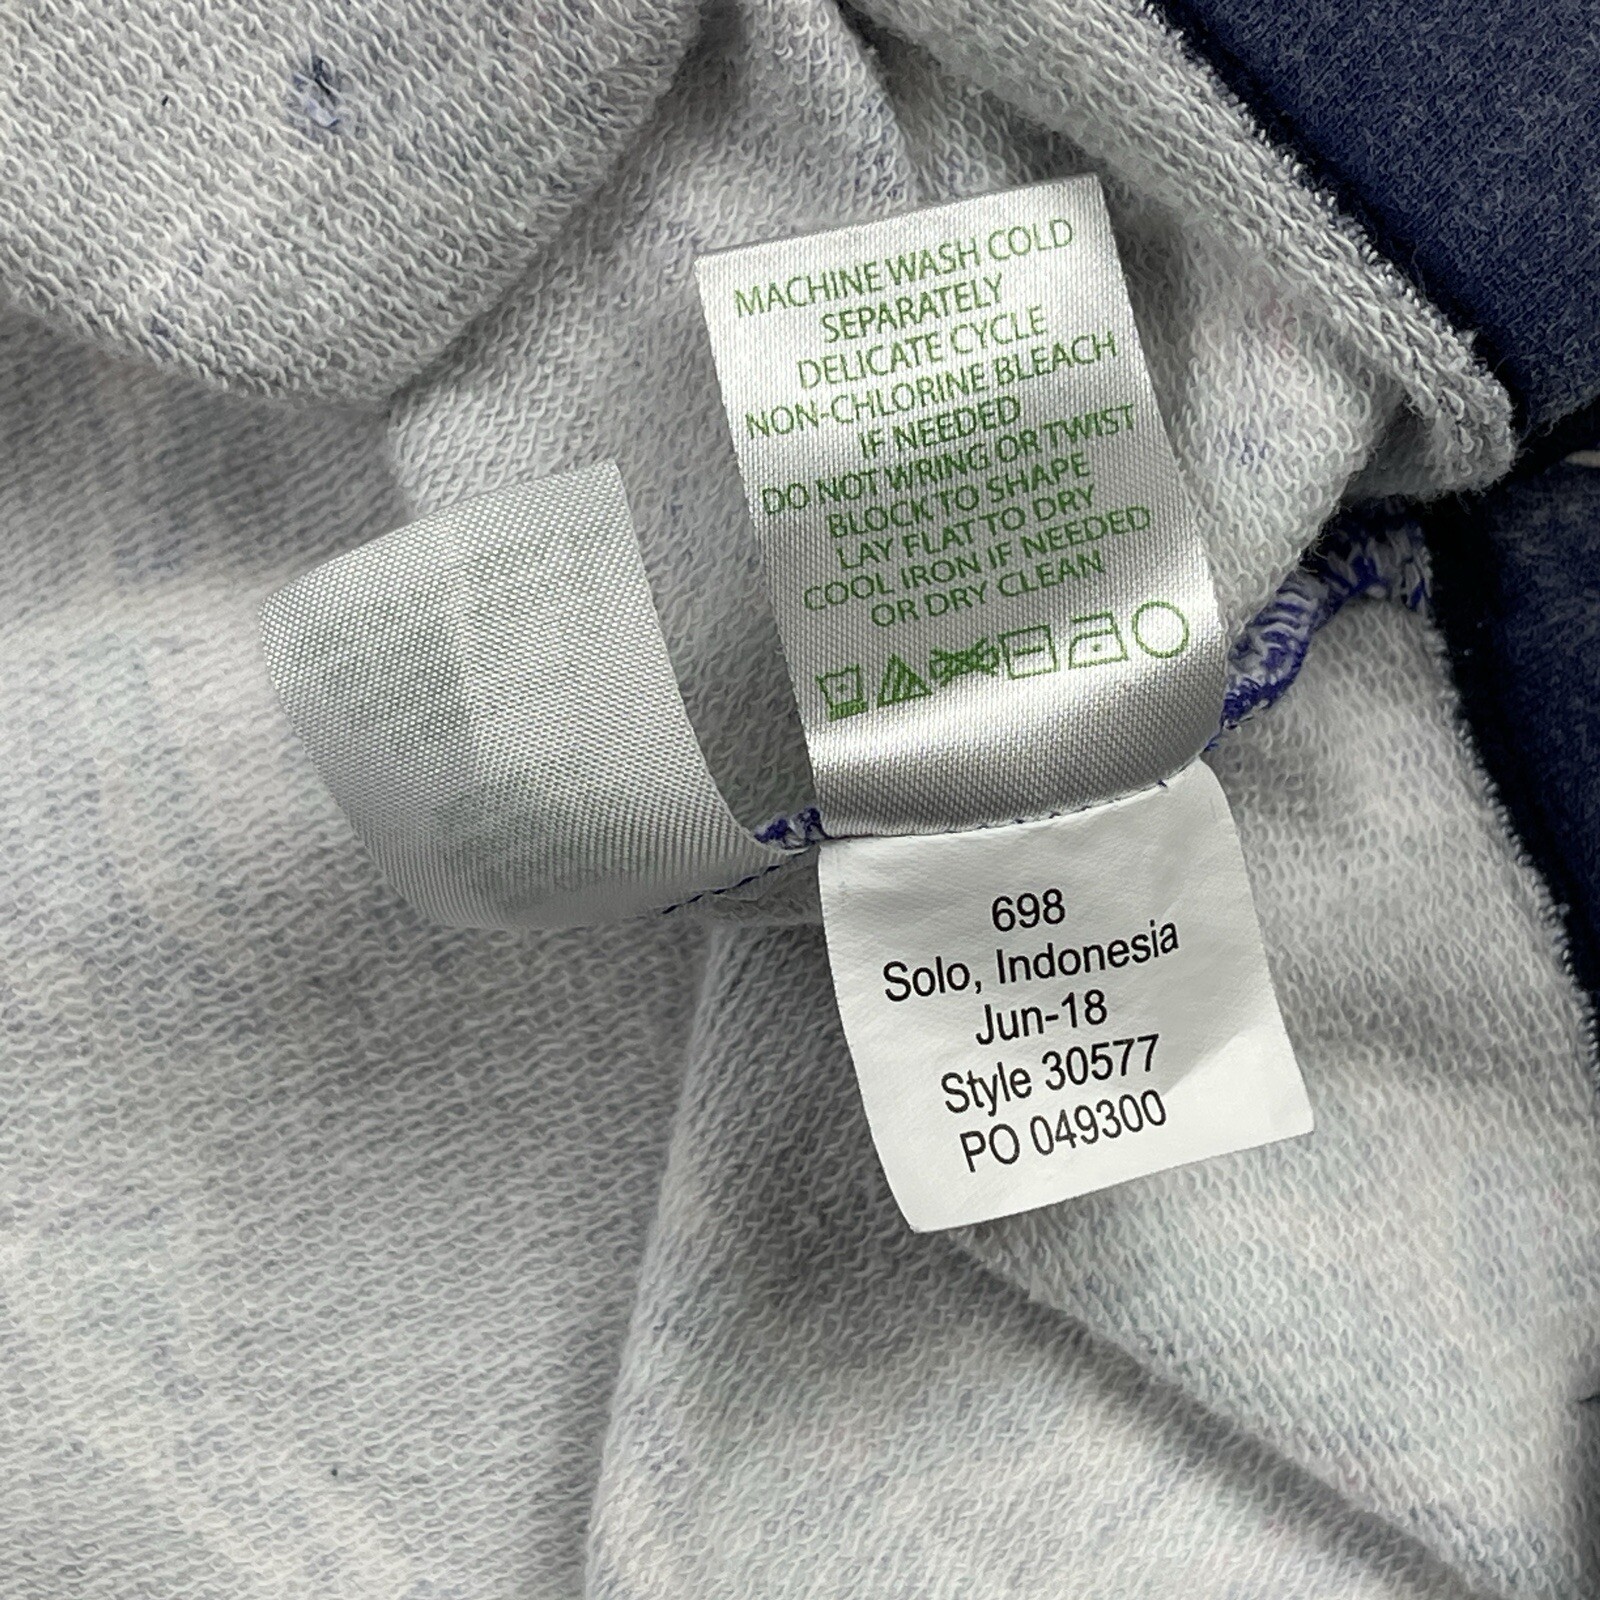 MACHINE WASH COLD
SEPARATELY
DELICATE CYCLE
NON-CHLORINE BLEACH
IF NEEDED
DO NOT WRING OR TWIST
BLOCK TO SHAPE
LAY FLAT TO DRY
COOL IRON IF NEEDED
OR DRY CLEAN
698
Solo, Indonesia
Jun-18
Style 30577
PO 049300